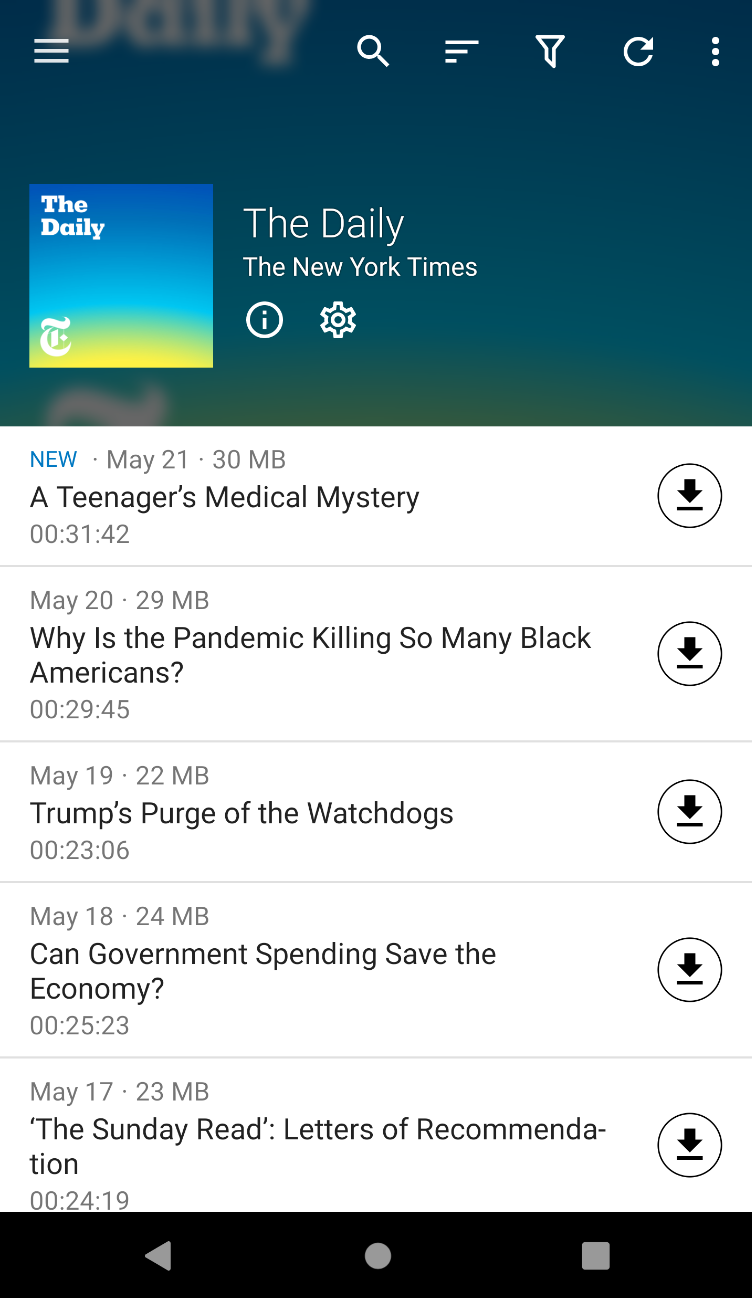 Daily
The Daily
The New York Times
The
Daily
T
NEW · May 21 · 30 MB
A Teenager’s Medical Mystery
00:31:42
May 20 · 29 MB
Why Is the Pandemic Killing So Many Black
Americans?
00:29:45
May 19 · 22 MB
Trump’s Purge of the Watchdogs
00:23:06
May 18 · 24 MB
Can Government Spending Save the
Economy?
00:25:23
May 17 · 23 MB
‘The Sunday Read’: Letters of Recommenda-
tion
00:24:19